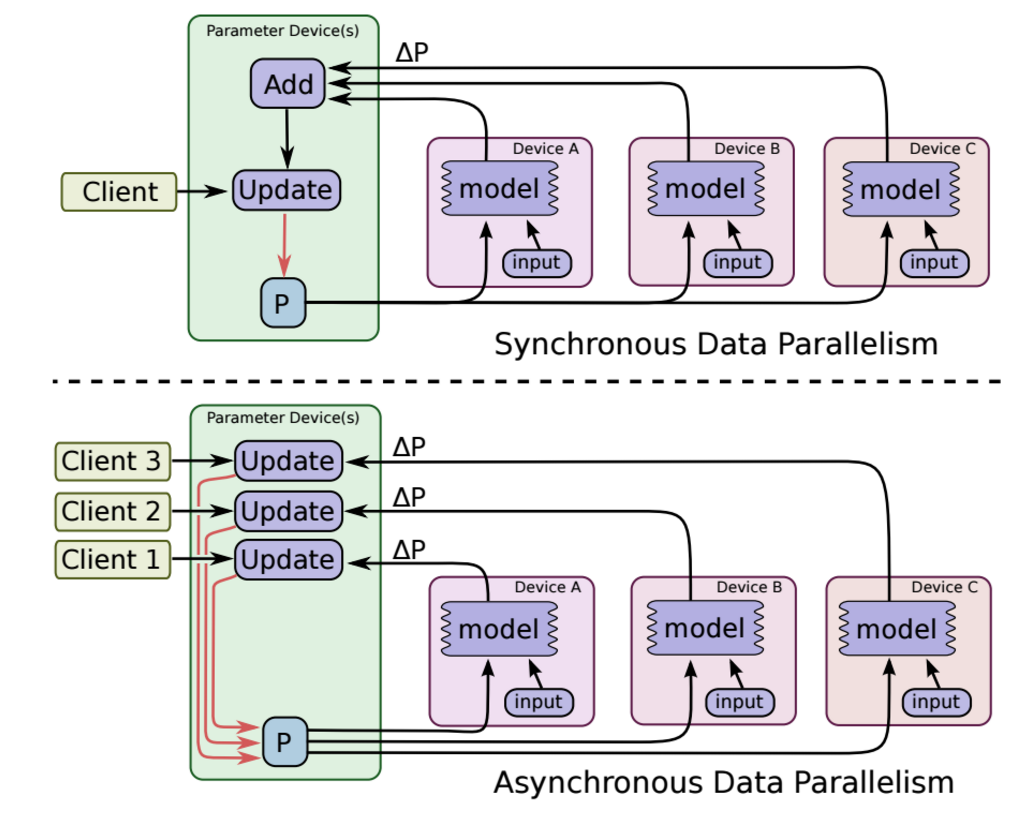 Parameter Device(s)
ΔP
Add
Device A
Device B
Device C
Client
Update
model
model
model
input
input
input
P
Synchronous Data Parallelism
Parameter Device(s)
Client 3
Update
ΔP
Client 2
Update
ΔP
Client 1
Update
ΔP
Device A
Device B
Device C
model
model
model
input
input
input
P
Asynchronous Data Parallelism